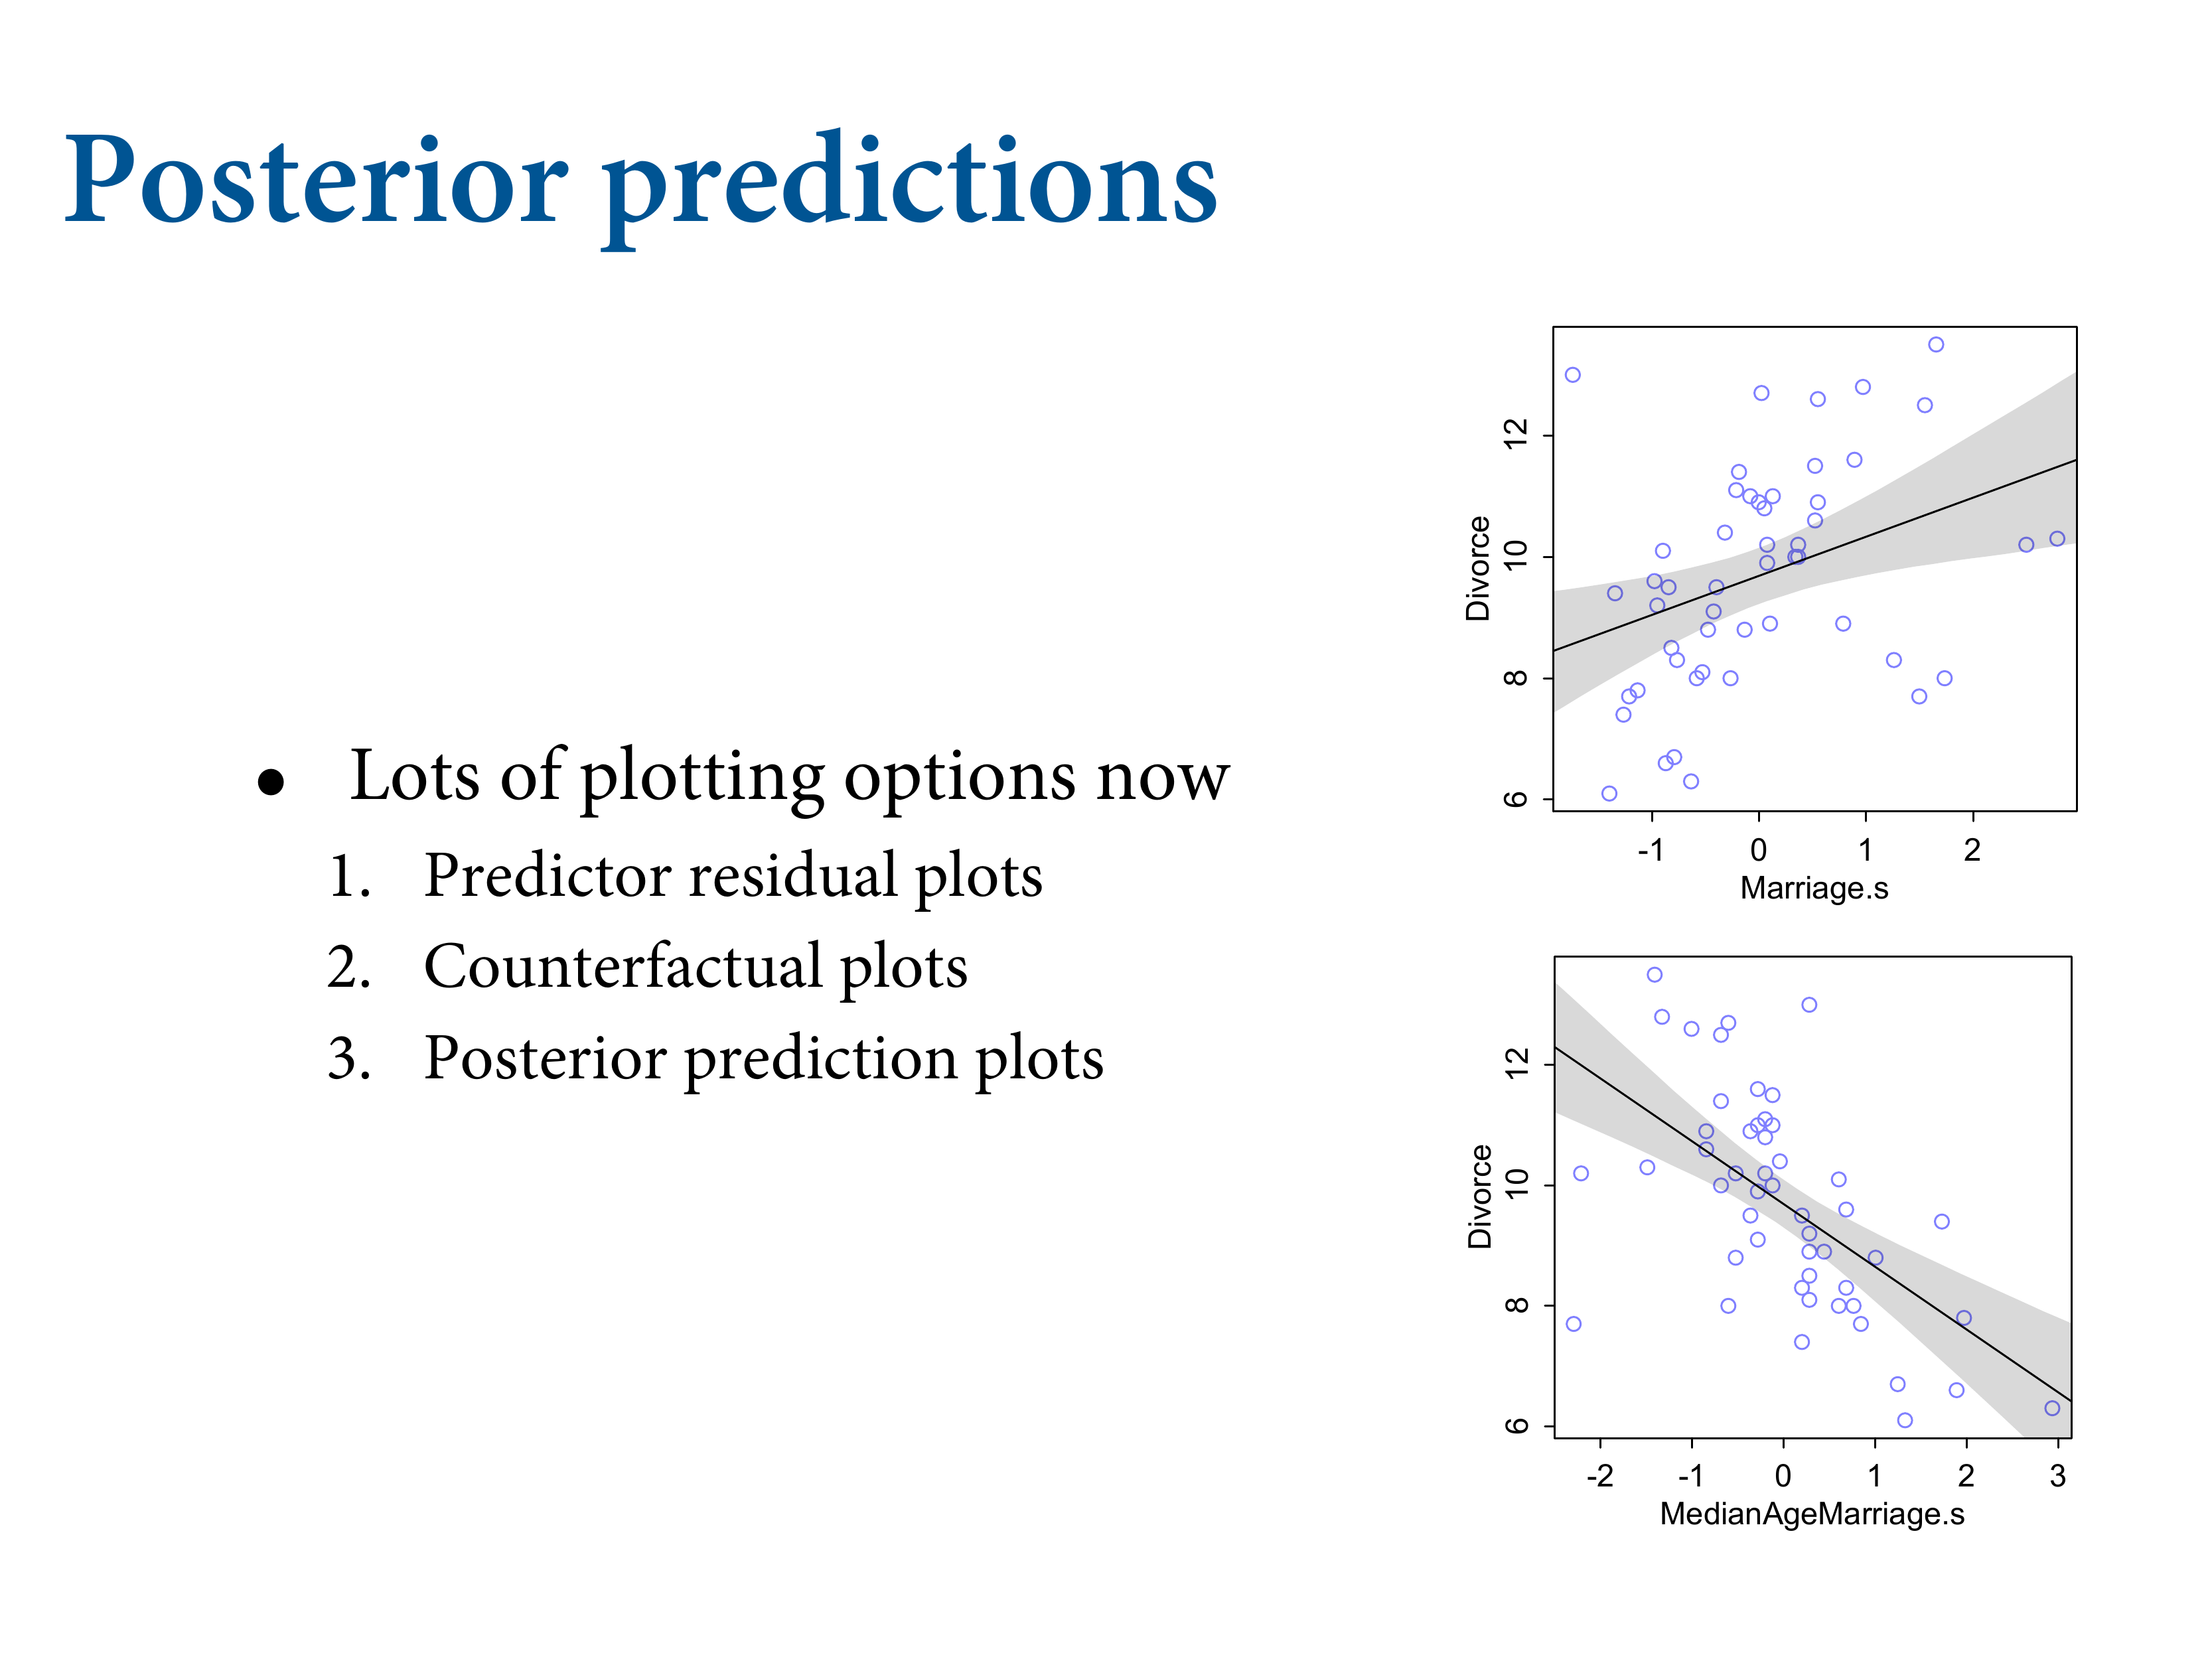 Posterior predictions
• Lots of plotting options now
1. Predictor residual plots
2. Counterfactual plots
3. Posterior prediction plots
Divorce
12
10
8
6
-1 0 1 2
Marriage.s
Divorce
12
10
8
6
-2 -1 0 1 2 3
MedianAgeMarriage.s